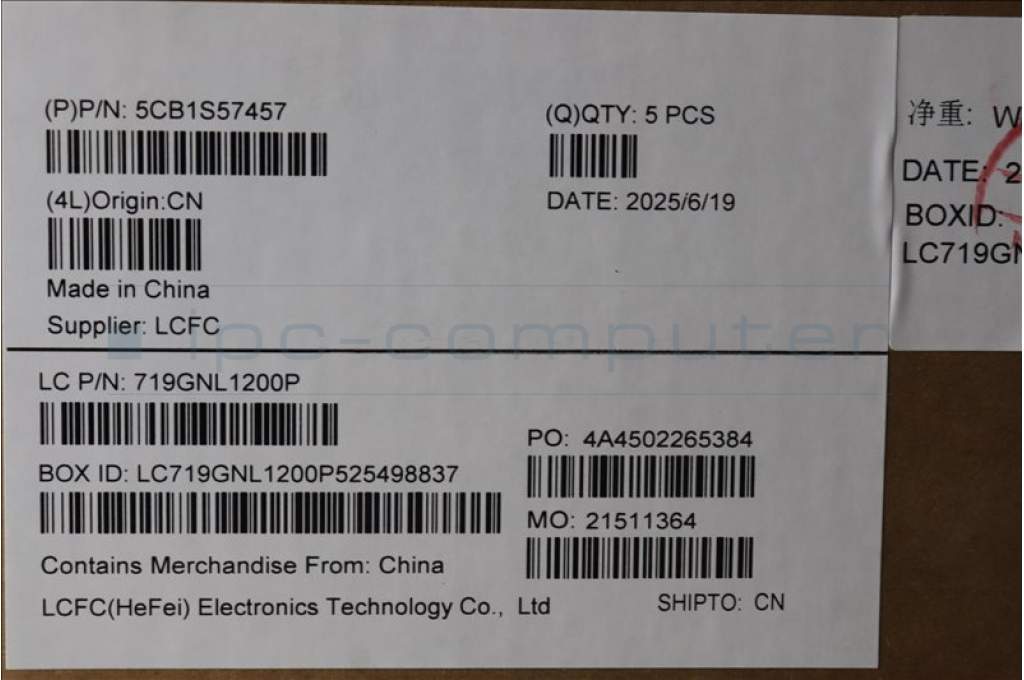 (P)P/N: 5CB1S57457
(Q)QTY: 5 PCS
(4L)Origin:CN
DATE: 2025/6/19
Made in China
Supplier: LCFC
ipc-computer
LC P/N: 719GNL1200P
PO: 4A4502265384
BOX ID: LC719GNL1200P525498837
MO: 21511364
Contains Merchandise From: China
LCFC(HeFei) Electronics Technology Co., Ltd
SHIPTO: CN
净重: W
DATE: 2
BOXID:
LC719GN